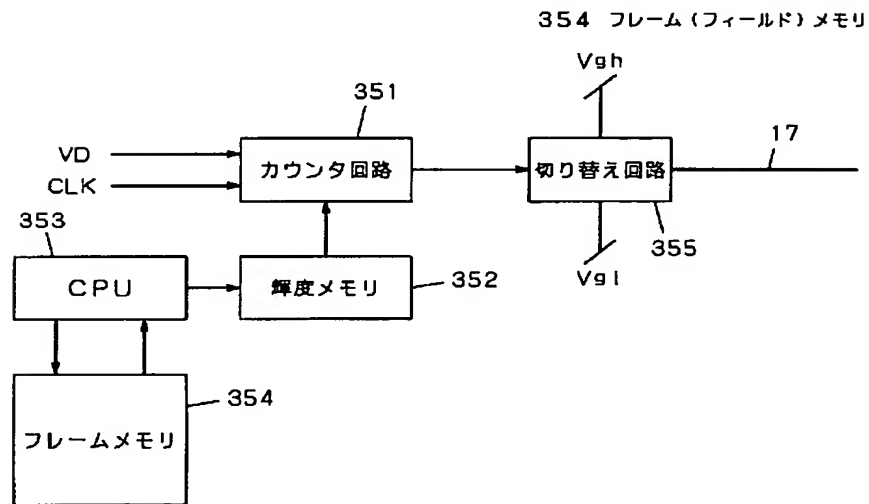 354 フレーム（フィールド）メモリ
Vgh
351
17
VD
CLK
カウンタ回路
切り替え回路
353
355
CPU
輝度メモリ
352
Vgl
354
フレームメモリ